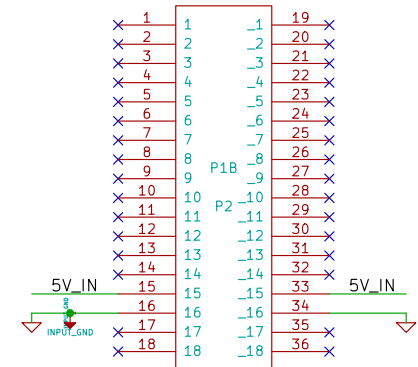 1 1 _1 19
2 2 _2 20
3 3 _3 21
4 4 _4 22
5 5 _5 23
6 6 _6 24
7 7 _7 25
8 8 _8 26
P1B
9 9 _9 27
10 10 _10 28
P2
11 11 _11 29
12 12 _12 30
13 13 _13 31
14 14 _14 32
5V_IN 15 15 _15 33 5V_IN
16 16 _16 34
INPUT_GND
17 17 _17 35
18 18 _18 36